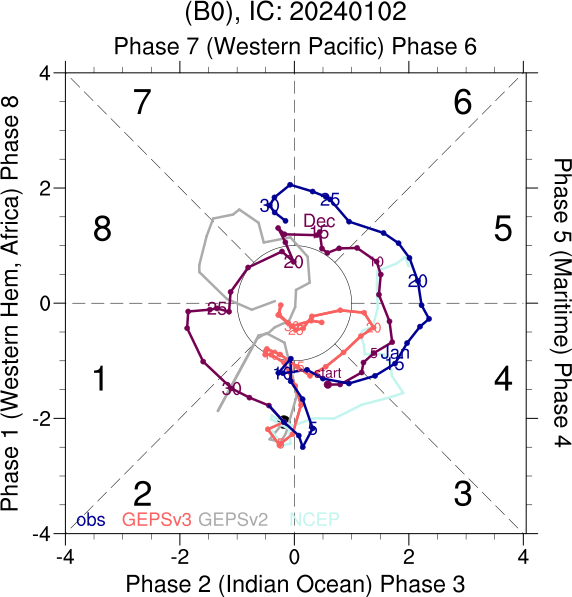 (B0), IC: 20240102
Phase 7 (Western Pacific) Phase 6
Phase 1 (Western Hem, Africa) Phase 8
Phase 5 (Maritime) Phase 4
4
2
0
-2
-4
7
6
8
5
1
4
2
3
30
25
Dec
15
20
10
20
25
5
Jan
15
start
30
10
5
obs GEPSv3 GEPSv2 NCEP
-4 -2 0 2 4
Phase 2 (Indian Ocean) Phase 3